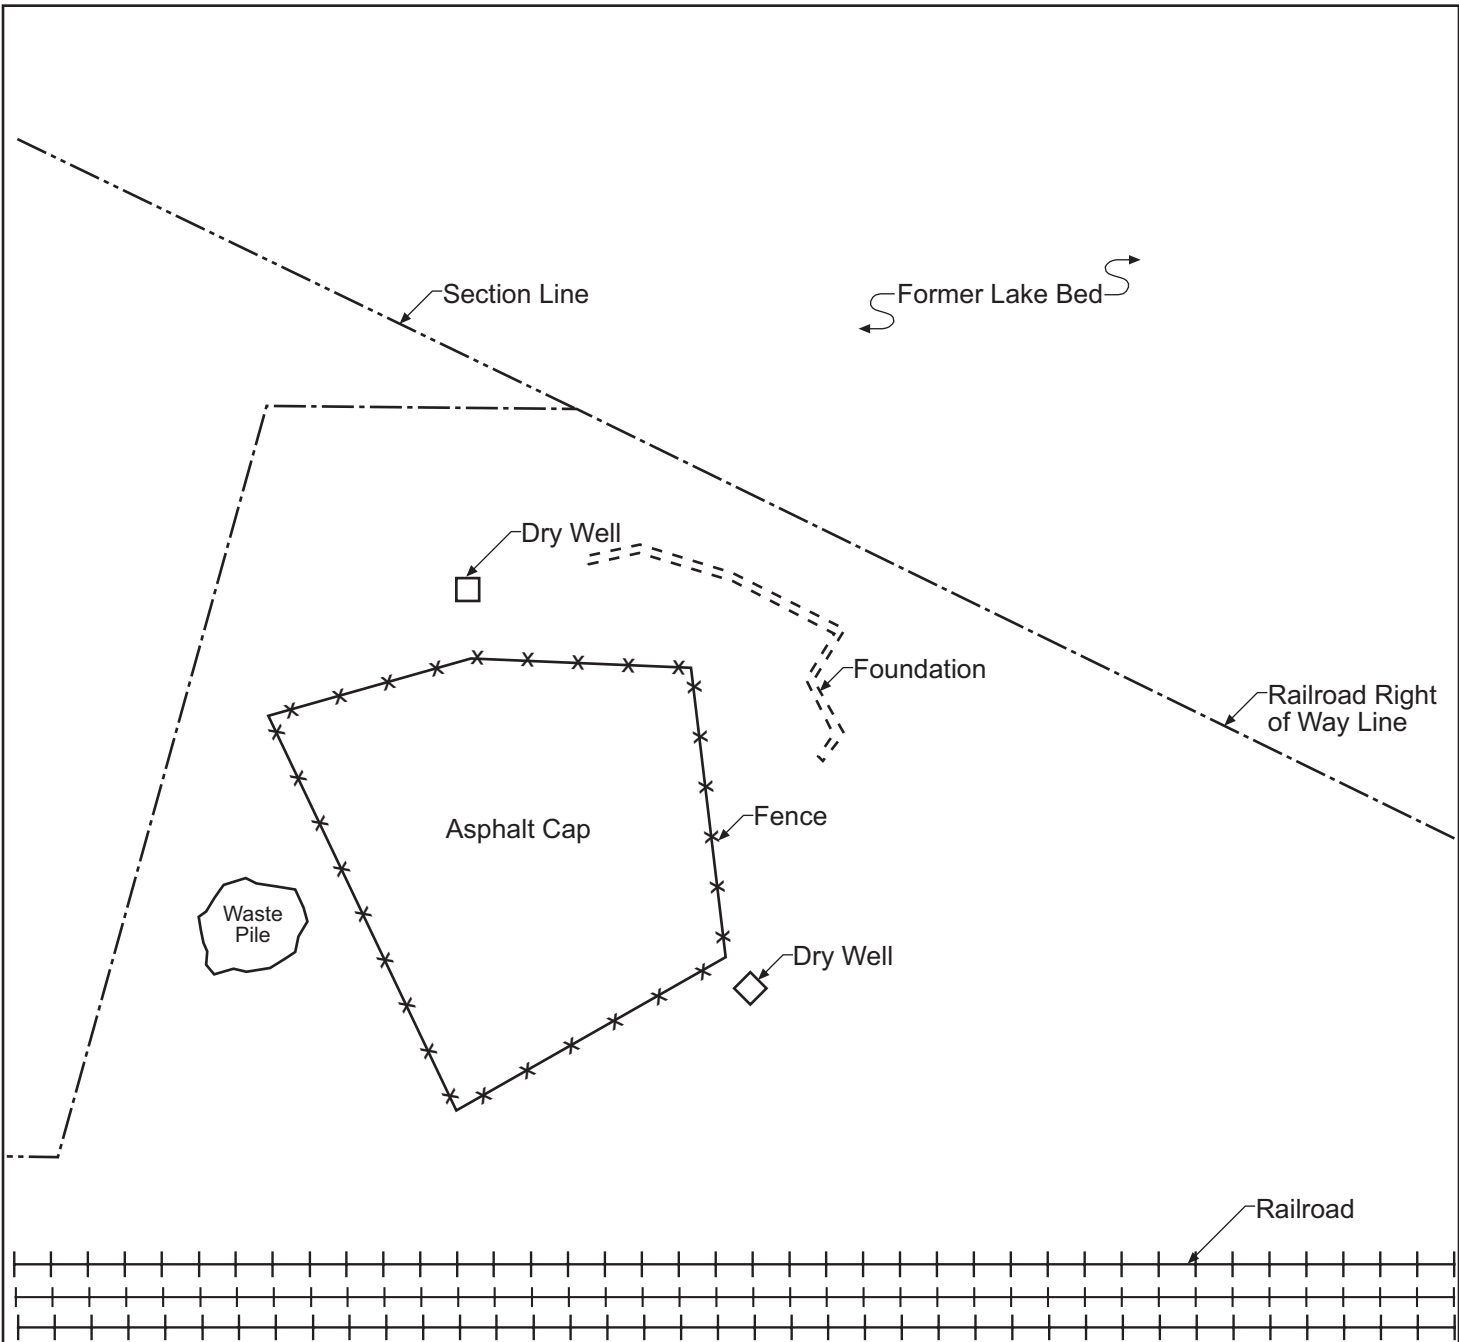 Section Line
Former Lake Bed
Dry Well
Foundation
Railroad Right
of Way Line
Fence
Asphalt Cap
Waste
Pile
Dry Well
Railroad